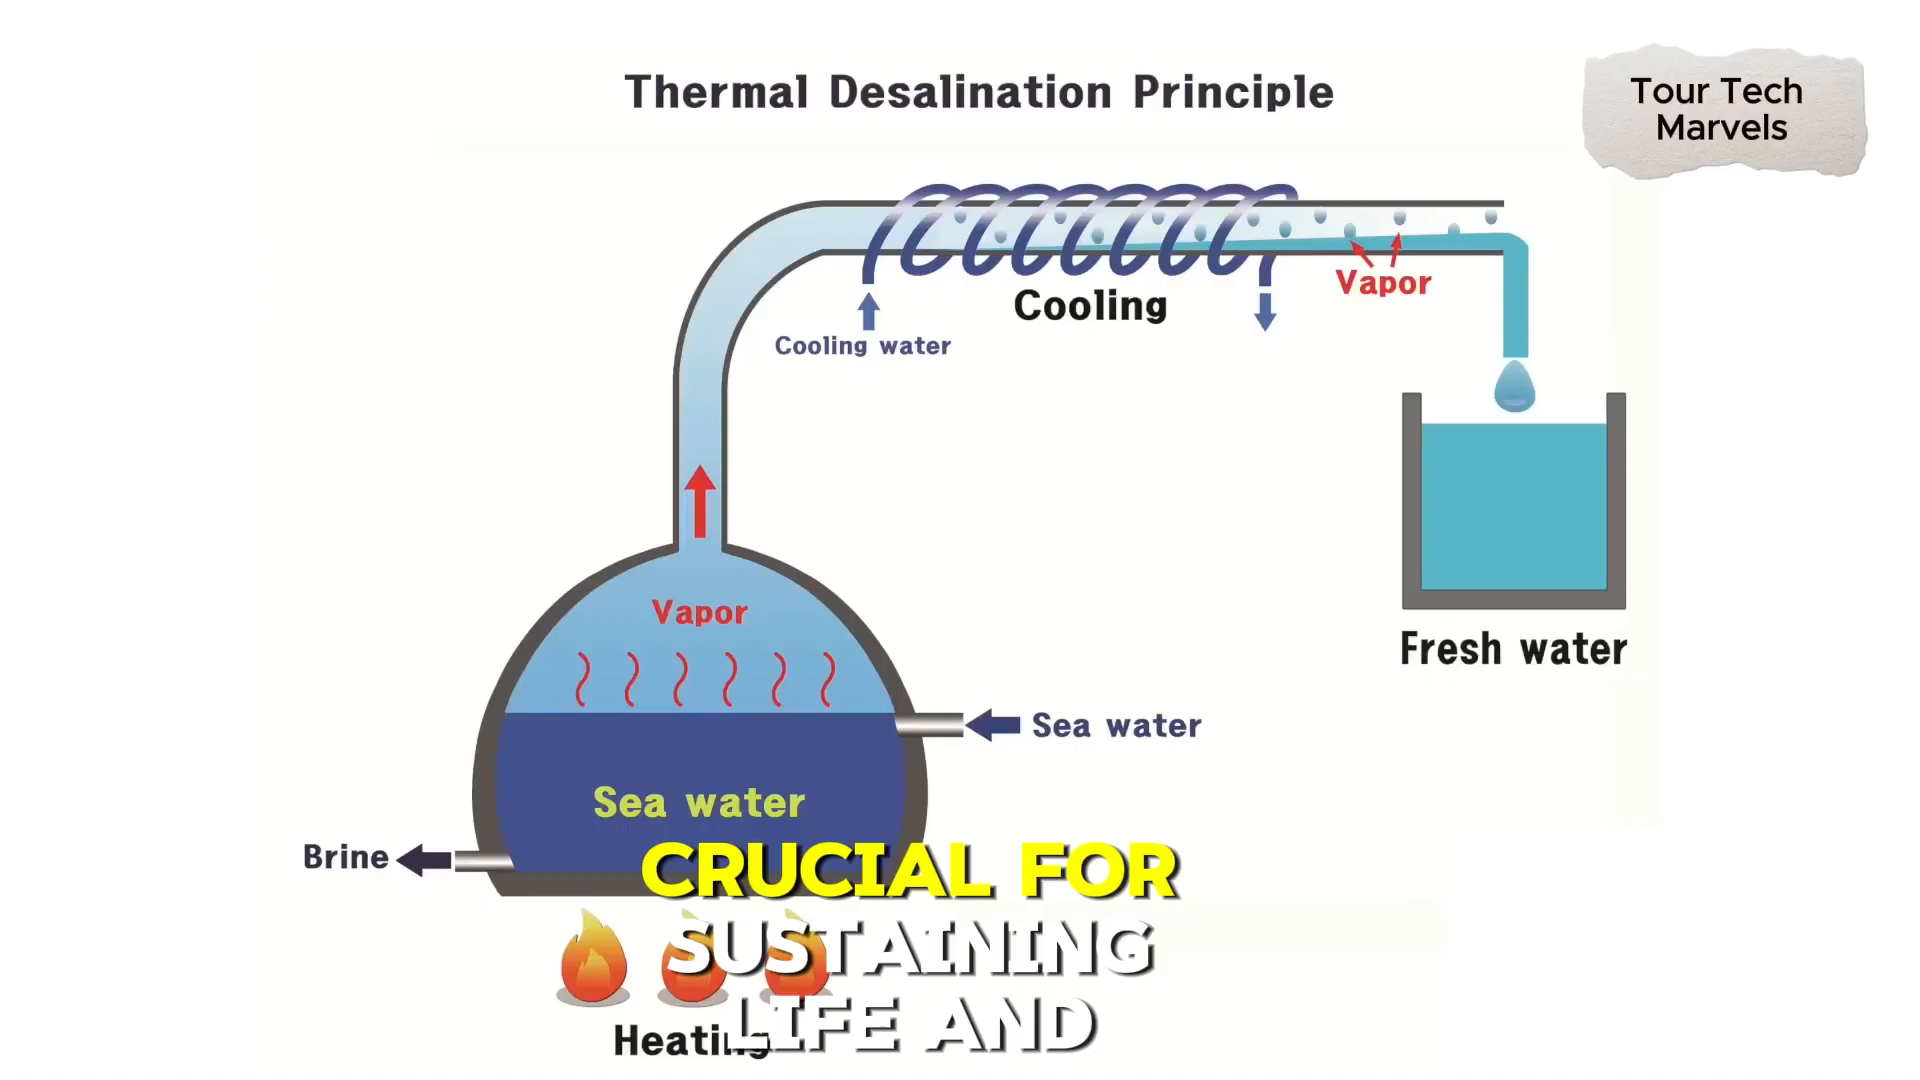 Thermal Desalination Principle
Tour Tech
Marvels
Vapor
Cooling
Cooling water
Vapor
Fresh water
Sea water
Sea water
Brine
CRUCIAL FOR
SUSTAINING
LIFE AND
Heating